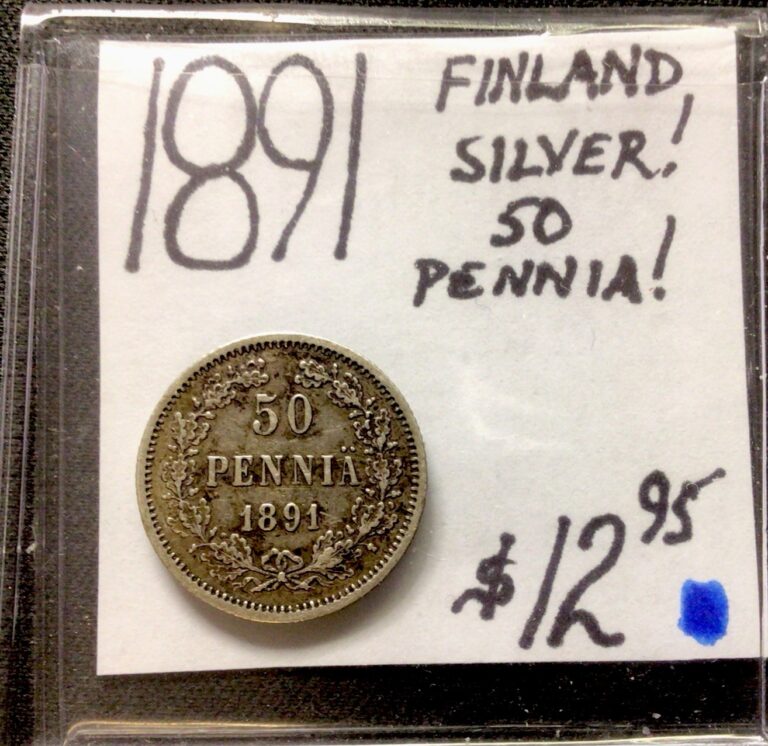 1891
FINLAND
SILVER!
50
PENNIA!
50
PENNIÄ
1891
$12.95